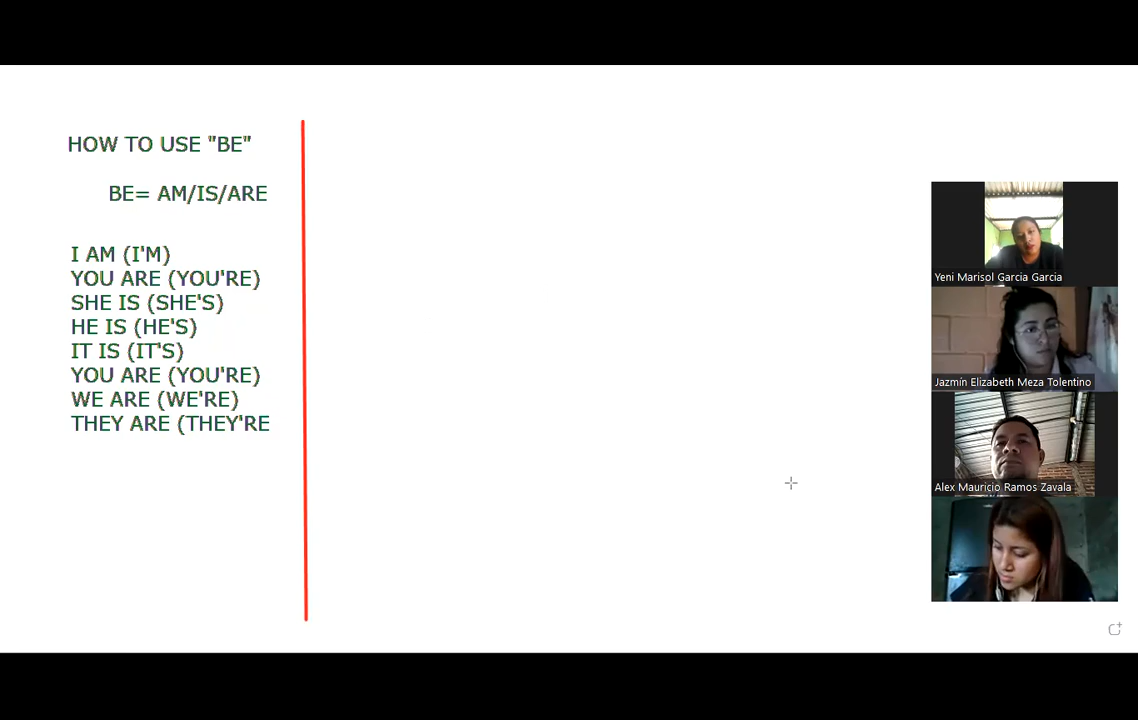 HOW TO USE "BE"
BE= AM/IS/ARE
I AM (I'M)
YOU ARE (YOU'RE)
SHE IS (SHE'S)
HE IS (HE'S)
IT IS (IT'S)
YOU ARE (YOU'RE)
WE ARE (WE'RE)
THEY ARE (THEY'RE
Yeni Marisol Garcia Garcia
Jazmín Elizabeth Meza Tolentino
Alex Mauricio Ramos Zavala